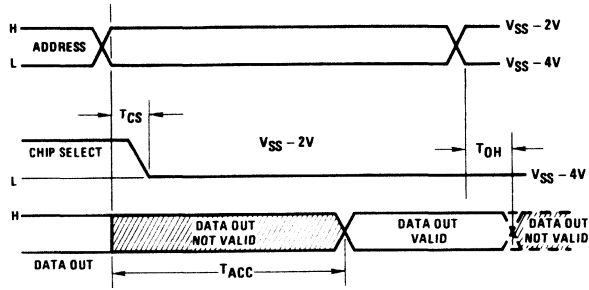 H
ADDRESS
L
VSS – 2V
VSS – 4V
TCS
CHIP SELECT
L
VSS – 2V
TOH
VSS – 4V
H
DATA OUT
NOT VALID
DATA OUT
VALID
DATA OUT
NOT VALID
DATA OUT
TACC